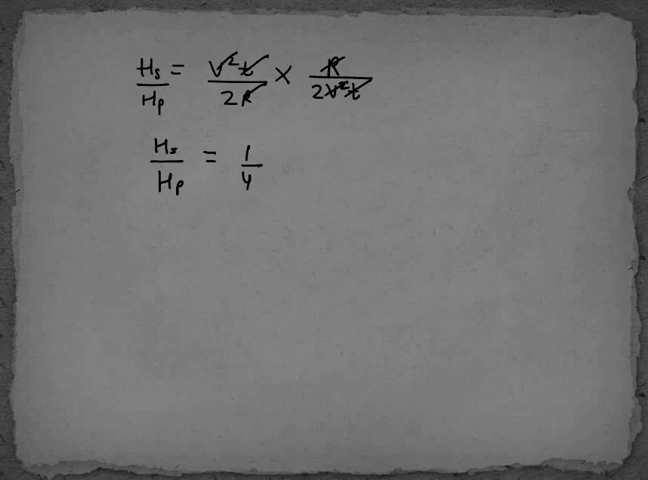 Hs/Hp = V²t/2R × R/2V²t
Hs/Hp = 1/4